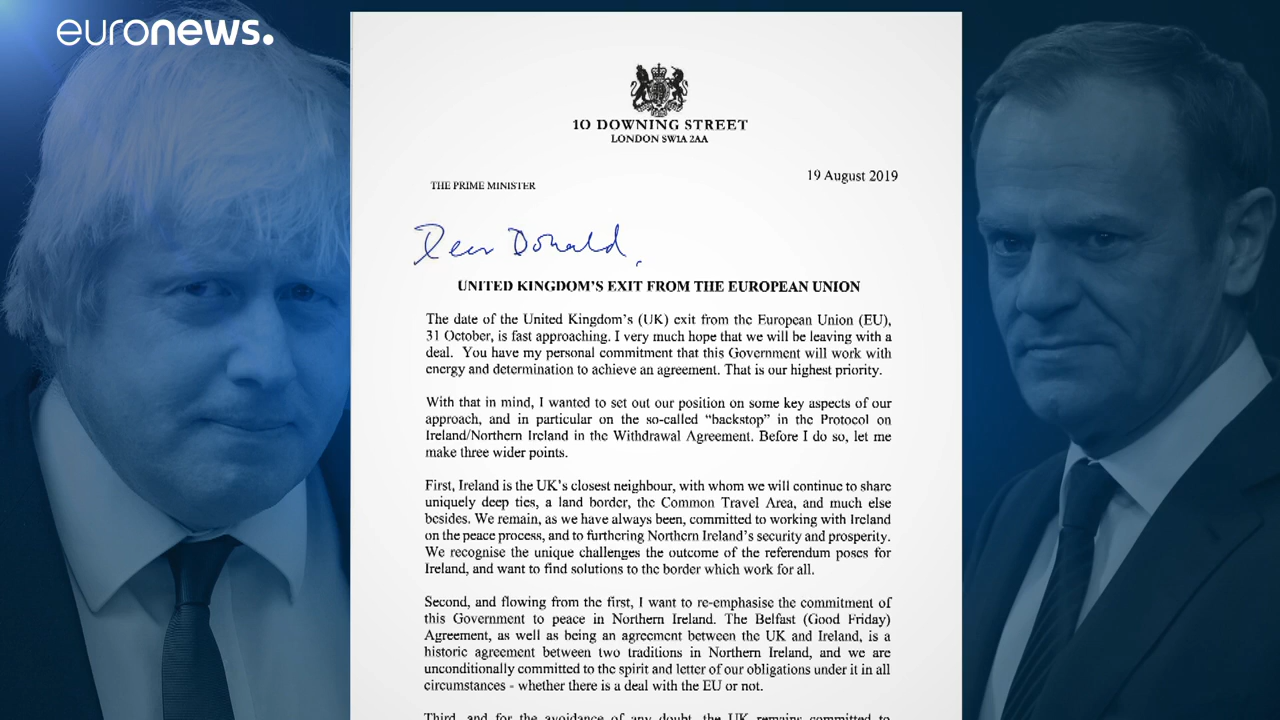 euronews.
10 DOWNING STREET
LONDON SW1A 2AA
19 August 2019
THE PRIME MINISTER
Dear Donald,
UNITED KINGDOM'S EXIT FROM THE EUROPEAN UNION
The date of the United Kingdom's (UK) exit from the European Union (EU),
31 October, is fast approaching. I very much hope that we will be leaving with a
deal. You have my personal commitment that this Government will work with
energy and determination to achieve an agreement. That is our highest priority.
With that in mind, I wanted to set out our position on some key aspects of our
approach, and in particular on the so-called "backstop" in the Protocol on
Ireland/Northern Ireland in the Withdrawal Agreement. Before I do so, let me
make three wider points.
First, Ireland is the UK's closest neighbour, with whom we will continue to share
uniquely deep ties, a land border, the Common Travel Area, and much else
besides. We remain, as we have always been, committed to working with Ireland
on the peace process, and to furthering Northern Ireland's security and prosperity.
We recognise the unique challenges the outcome of the referendum poses for
Ireland, and want to find solutions to the border which work for all.
Second, and flowing from the first, I want to re-emphasise the commitment of
this Government to peace in Northern Ireland. The Belfast (Good Friday)
Agreement, as well as being an agreement between the UK and Ireland, is a
historic agreement between two traditions in Northern Ireland, and we are
unconditionally committed to the spirit and letter of our obligations under it in all
circumstances - whether there is a deal with the EU or not.
Third, and for the avoidance of any doubt, the UK remains committed to